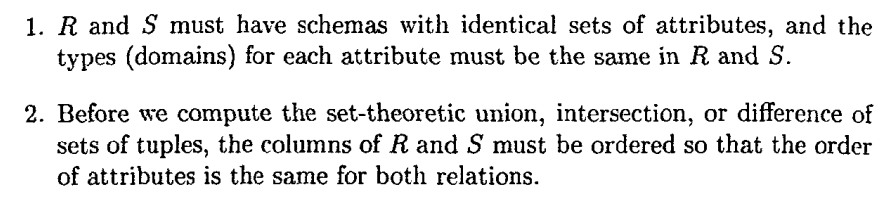 1. R and S must have schemas with identical sets of attributes, and the
types (domains) for each attribute must be the same in R and S.
2. Before we compute the set-theoretic union, intersection, or difference of
sets of tuples, the columns of R and S must be ordered so that the order
of attributes is the same for both relations.